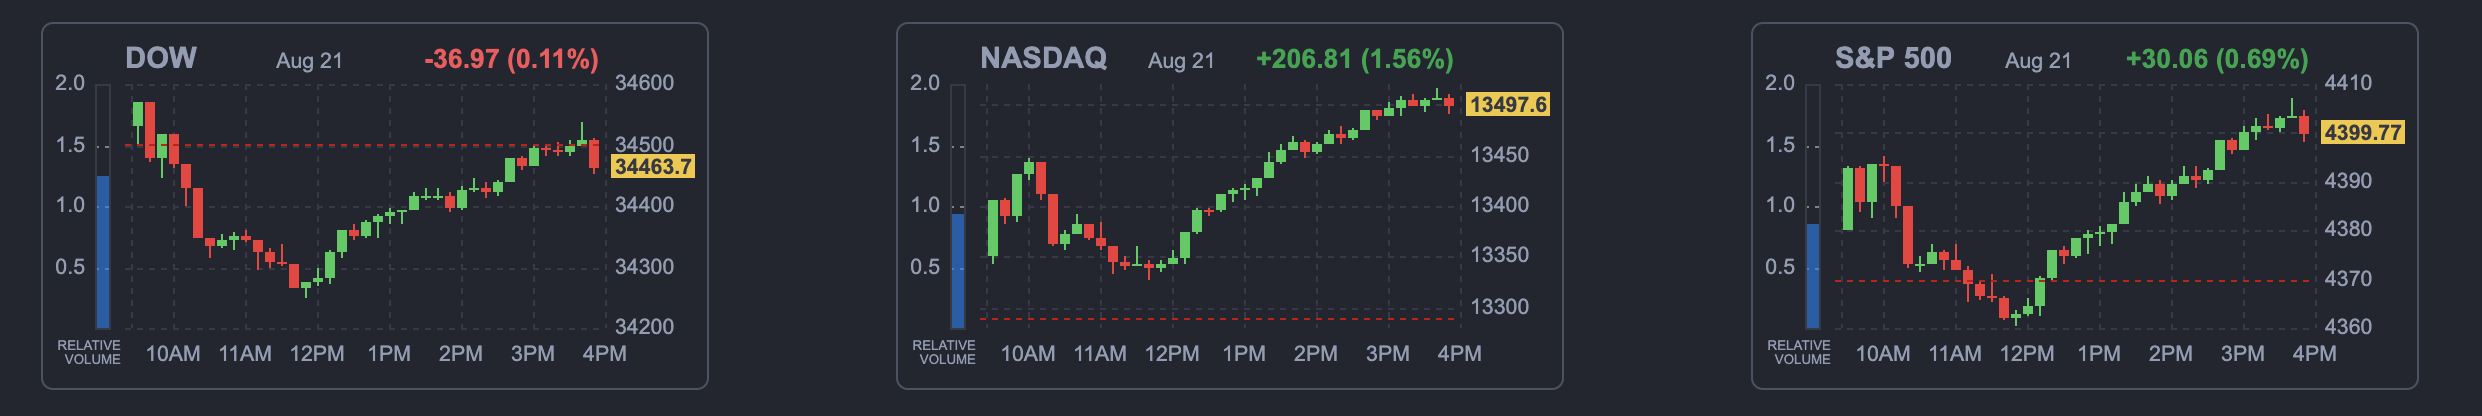 DOW Aug 21 -36.97 (0.11%)
2.0
1.5
1.0
0.5
34600
34500
34463.7
34400
34300
34200
RELATIVE
VOLUME
10AM 11AM 12PM 1PM 2PM 3PM 4PM
NASDAQ Aug 21 +206.81 (1.56%)
2.0
1.5
1.0
0.5
13497.6
13450
13400
13350
13300
RELATIVE
VOLUME
10AM 11AM 12PM 1PM 2PM 3PM 4PM
S&P 500 Aug 21 +30.06 (0.69%)
2.0
1.5
1.0
0.5
4410
4399.77
4390
4380
4370
4360
RELATIVE
VOLUME
10AM 11AM 12PM 1PM 2PM 3PM 4PM